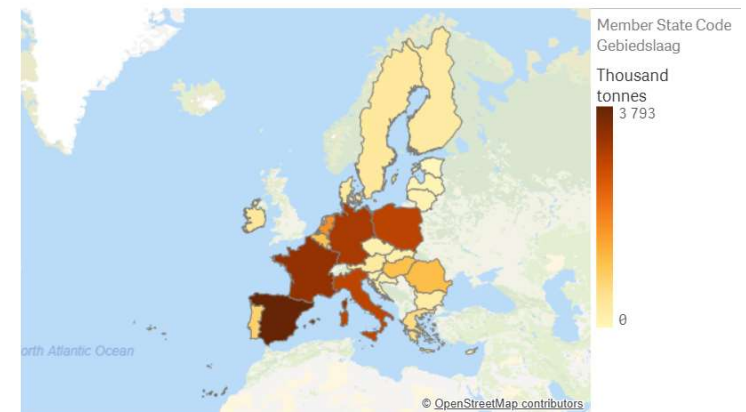 Member State Code
Gebiedslaag
Thousand
tonnes
3 793
0
orth Atlantic Ocean
© OpenStreetMap contributors